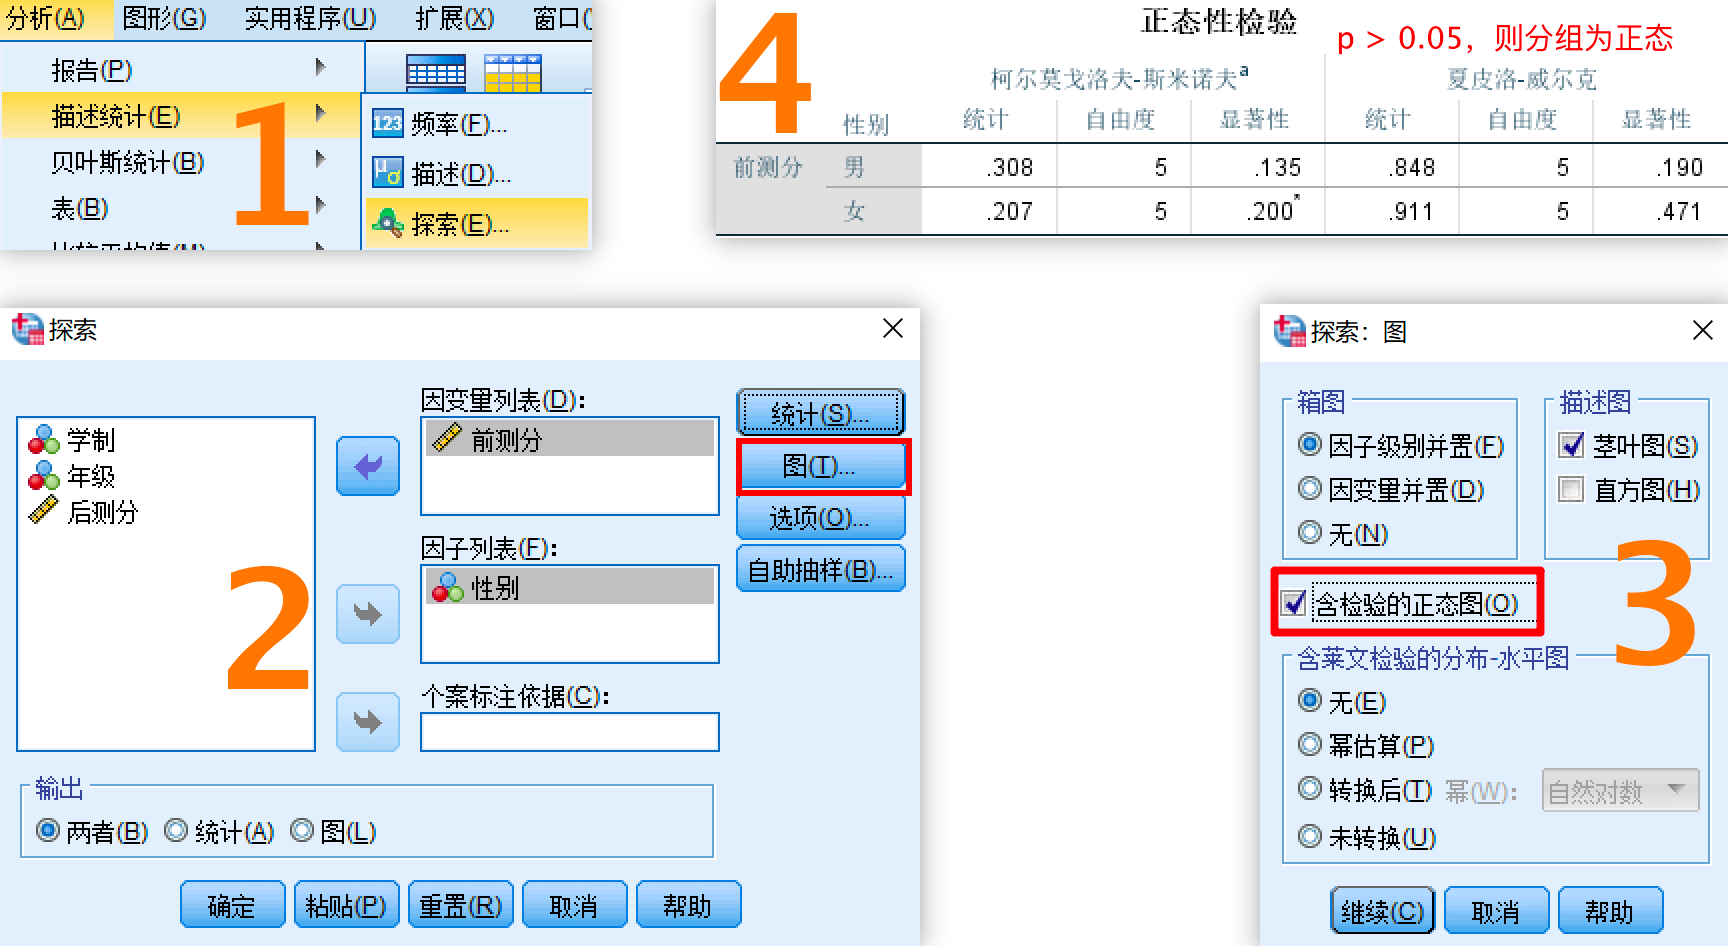 分析(A) 图形(G) 实用程序(U) 扩展(X) 窗口(
报告(P)
描述统计(E)
贝叶斯统计(B)
表(B)
比较平均值(M)
123 频率(F)...
μσ 描述(D)...
探索(E)...
1
4
正态性检验
p > 0.05，则分组为正态
柯尔莫戈洛夫-斯米诺夫a 夏皮洛-威尔克
性别 统计 自由度 显著性 统计 自由度 显著性
前测分 男 .308 5 .135 .848 5 .190
女 .207 5 .200* .911 5 .471
探索
学制
年级
后测分
2
因变量列表(D):
前测分
因子列表(F):
性别
个案标注依据(C):
统计(S)...
图(T)...
选项(O)...
自助抽样(B)...
输出
两者(B) 统计(A) 图(L)
确定 粘贴(P) 重置(R) 取消 帮助
探索：图
箱图
因子级别并置(F)
因变量并置(D)
无(N)
描述图
茎叶图(S)
直方图(H)
3
含检验的正态图(O)
含莱文检验的分布-水平图
无(E)
幂估算(P)
转换后(T) 幂(W): 自然对数
未转换(U)
继续(C) 取消 帮助